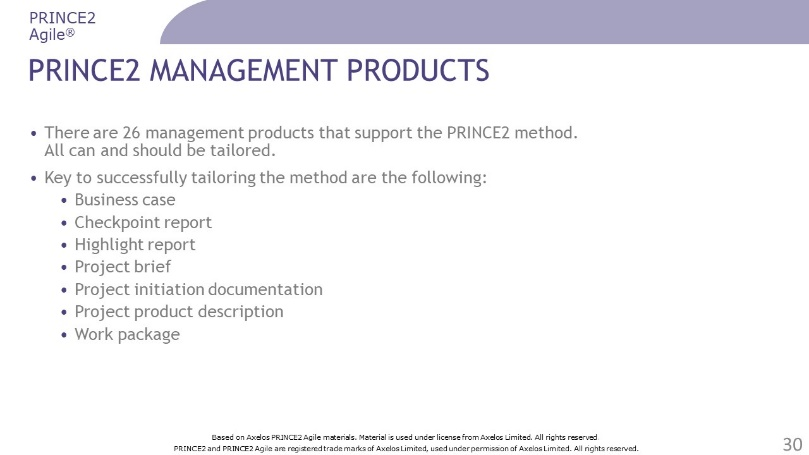 PRINCE2
Agile®
PRINCE2 MANAGEMENT PRODUCTS
• There are 26 management products that support the PRINCE2 method.
All can and should be tailored.
• Key to successfully tailoring the method are the following:
• Business case
• Checkpoint report
• Highlight report
• Project brief
• Project initiation documentation
• Project product description
• Work package
Based on Axelos PRINCE2 Agile materials. Material is used under license from Axelos Limited. All rights reserved
PRINCE2 and PRINCE2 Agile are registered trade marks of Axelos Limited, used under permission of Axelos Limited. All rights reserved.
30